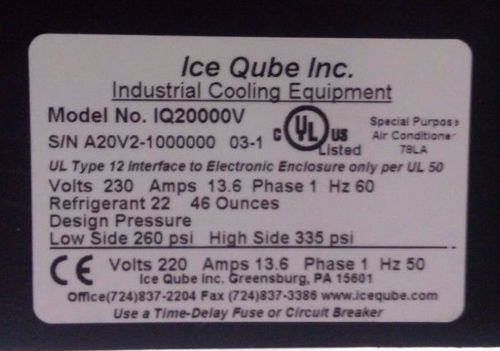 Ice Qube Inc.
Industrial Cooling Equipment
Model No. IQ20000V
S/N A20V2-1000000 03-1
C UL US
Listed
Special Purpose
Air Conditioner
78LA
UL Type 12 Interface to Electronic Enclosure only per UL 50
Volts 230 Amps 13.6 Phase 1 Hz 60
Refrigerant 22 46 Ounces
Design Pressure
Low Side 260 psi High Side 335 psi
CE Volts 220 Amps 13.6 Phase 1 Hz 50
Ice Qube Inc. Greensburg, PA 15601
Office(724)837-2204 Fax (724)837-3386 www.iceqube.com
Use a Time-Delay Fuse or Circuit Breaker